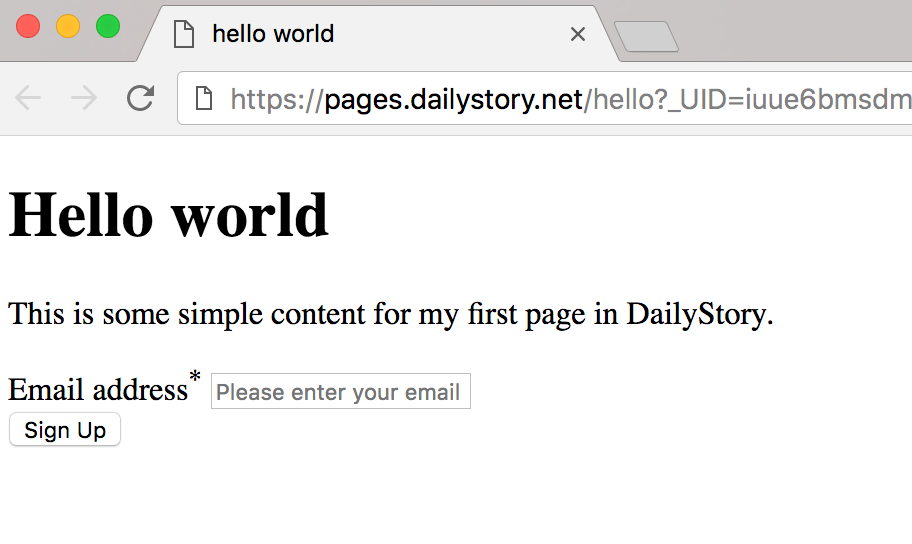 hello world
https://pages.dailystory.net/hello?_UID=iuue6bmsdm
Hello world
This is some simple content for my first page in DailyStory.
Email address* Please enter your email
Sign Up